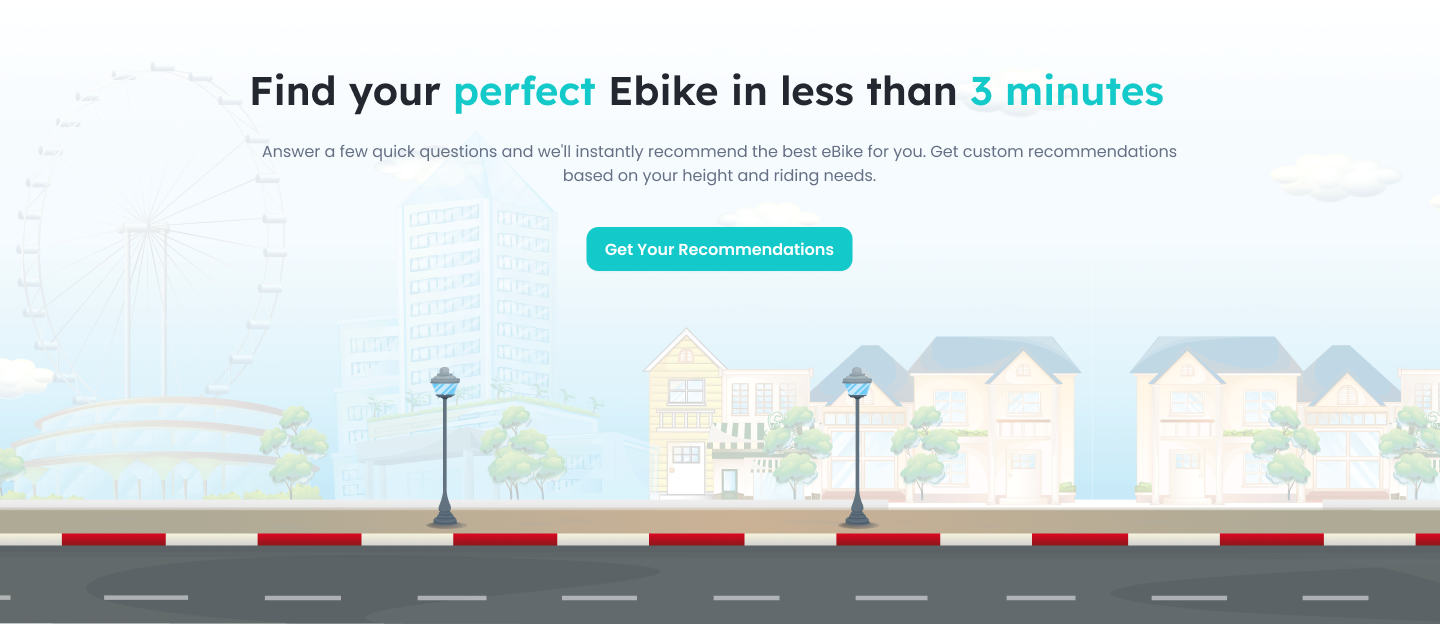 Find your perfect Ebike in less than 3 minutes
Answer a few quick questions and we'll instantly recommend the best eBike for you. Get custom recommendations
based on your height and riding needs.
Get Your Recommendations